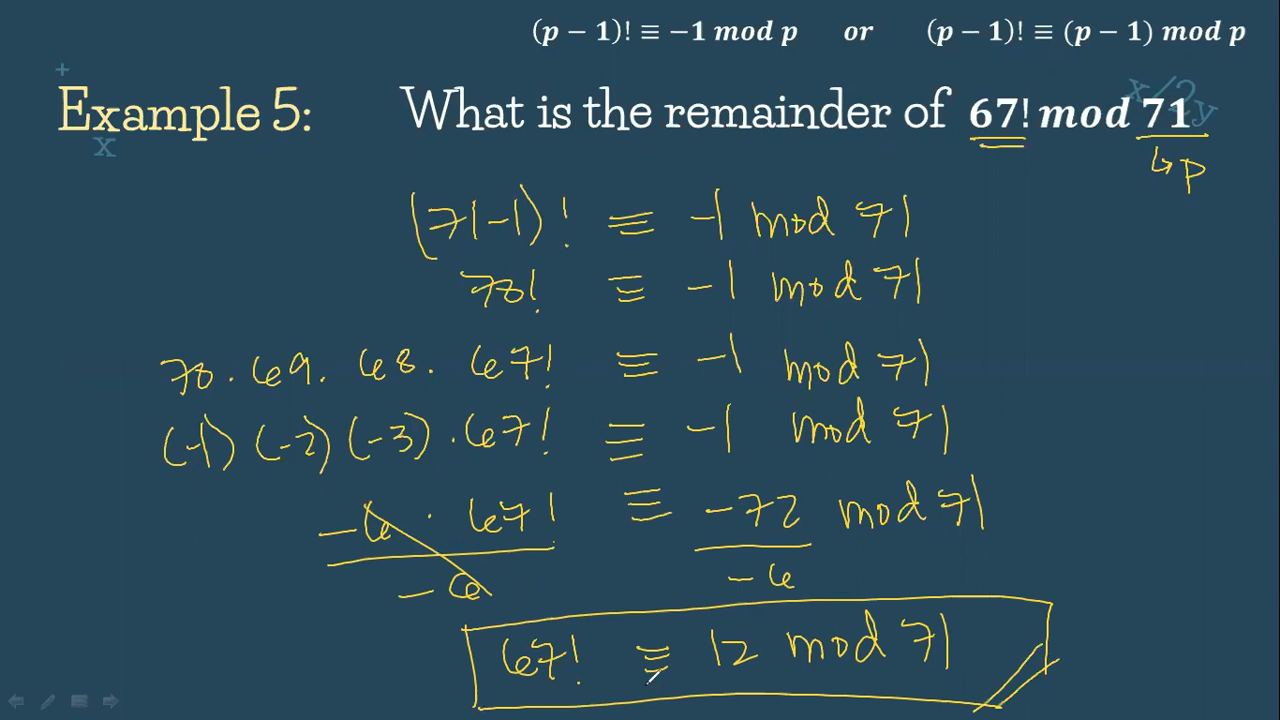 (p − 1)! ≡ −1 mod p or (p − 1)! ≡ (p − 1) mod p
Example 5: What is the remainder of 67! mod 71
↳ p
(71-1)! ≡ -1 mod 71
70! ≡ -1 mod 71
70 . 69 . 68 . 67! ≡ -1 mod 71
(-1) (-2) (-3) . 67! ≡ -1 mod 71
-6 . 67! ≡ -72 mod 71
-6 -6
67! ≡ 12 mod 71
+
x
x/2y